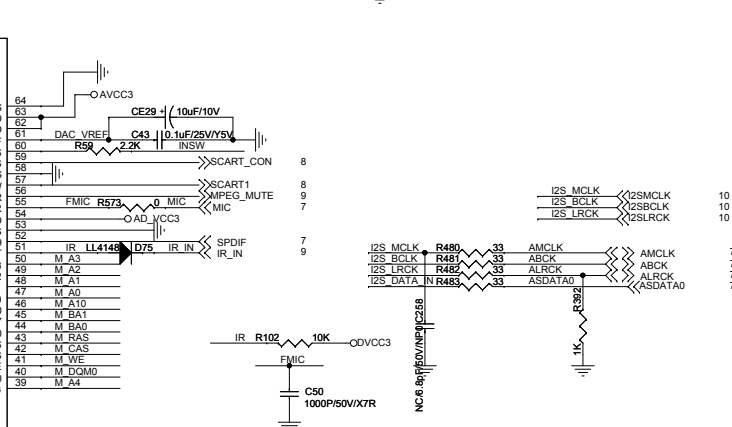 64
63 AVCC3
62 CE29 + 10uF/10V
61 DAC_VREF C43 0.1uF/25V/Y5V
60 R59 2.2K INSW
59 SCART_CON 8
58
57 SCART1 8
56 MPEG_MUTE 9
55 FMIC R573 0 MIC MIC 7
54 AD_VCC3
53
52 SPDIF 7
51 IR LL4148 D75 IR_IN IR_IN 9
50 M_A3
49 M_A2
48 M_A1
47 M_A0
46 M_A10
45 M_BA1
44 M_BA0
43 M_RAS
42 M_CAS
41 M_WE
40 M_DQM0
39 M_A4
IR R102 10K DVCC3
FMIC
C50
1000P/50V/X7R
I2S_MCLK I2SMCLK 10
I2S_BCLK I2SBCLK 10
I2S_LRCK I2SLRCK 10
I2S_MCLK R480 33 AMCLK AMCLK
I2S_BCLK R481 33 ABCK ABCK
I2S_LRCK R482 33 ALRCK ALRCK
I2S_DATA_IN R483 33 ASDATA0 ASDATA0
NC/6.8pF/50V/NP0 C258
R392
1K